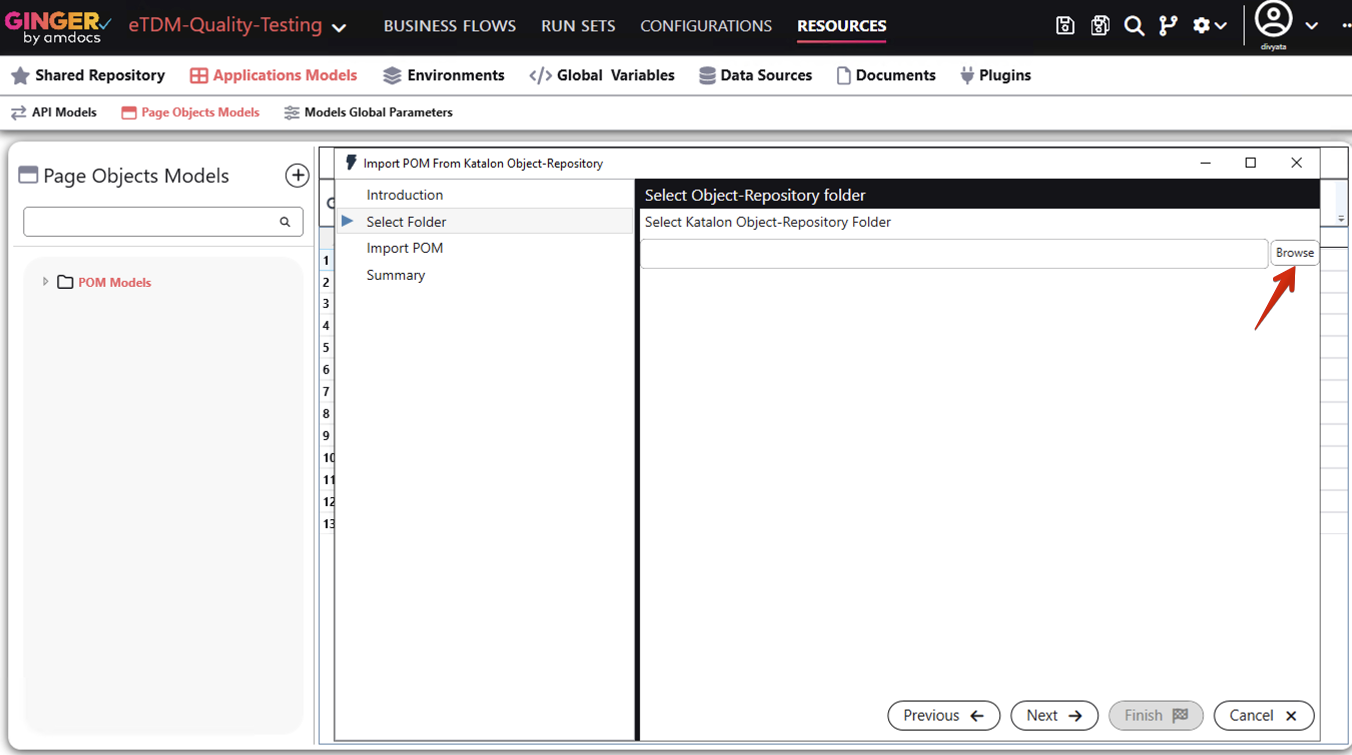 GINGER
by amdocs
eTDM-Quality-Testing
BUSINESS FLOWS
RUN SETS
CONFIGURATIONS
RESOURCES
divyata
Shared Repository
Applications Models
Environments
</> Global Variables
Data Sources
Documents
Plugins
API Models
Page Objects Models
Models Global Parameters
Page Objects Models
POM Models
1
2
3
4
5
6
7
8
9
10
11
12
13
Import POM From Katalon Object-Repository
Introduction
Select Folder
Import POM
Summary
Select Object-Repository folder
Select Katalon Object-Repository Folder
Browse
Previous
Next
Finish
Cancel